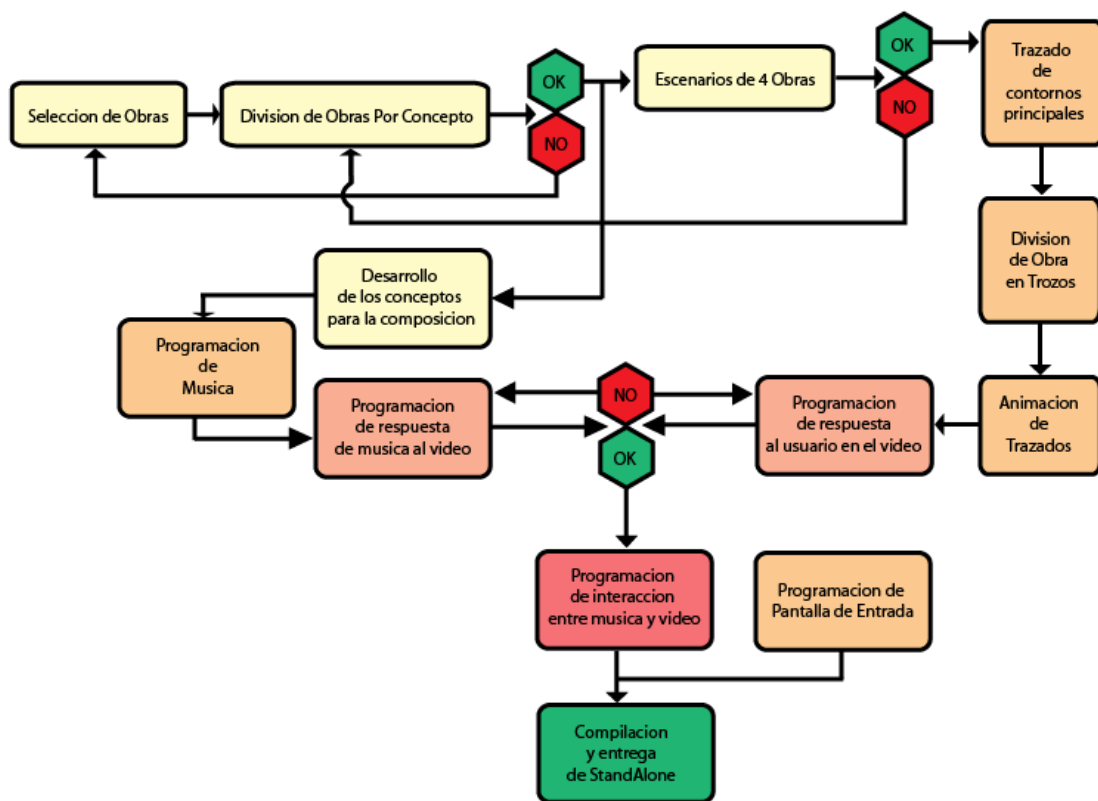 Seleccion de Obras
Division de Obras Por Concepto
OK
NO
Escenarios de 4 Obras
OK
NO
Trazado
de
contornos
principales
Division
de Obra
en Trozos
Desarrollo
de los conceptos
para la composicion
Programacion
de
Musica
Programacion
de respuesta
de musica al video
NO
OK
Programacion
de respuesta
al usuario en el video
Animacion
de
Trazados
Programacion
de interaccion
entre musica y video
Programacion de
Pantalla de Entrada
Compilacion
y entrega
de StandAlone